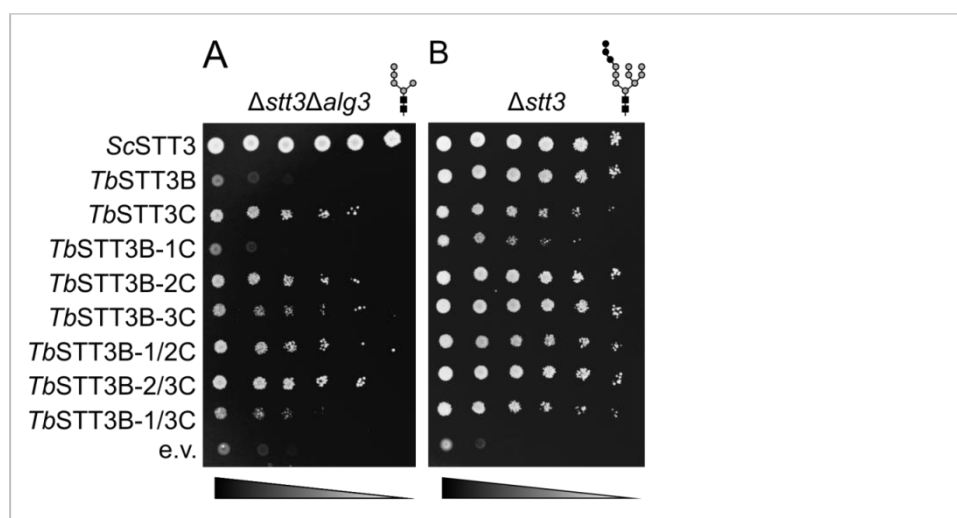 A B
Δstt3Δalg3 Δstt3
ScSTT3
TbSTT3B
TbSTT3C
TbSTT3B-1C
TbSTT3B-2C
TbSTT3B-3C
TbSTT3B-1/2C
TbSTT3B-2/3C
TbSTT3B-1/3C
e.v.